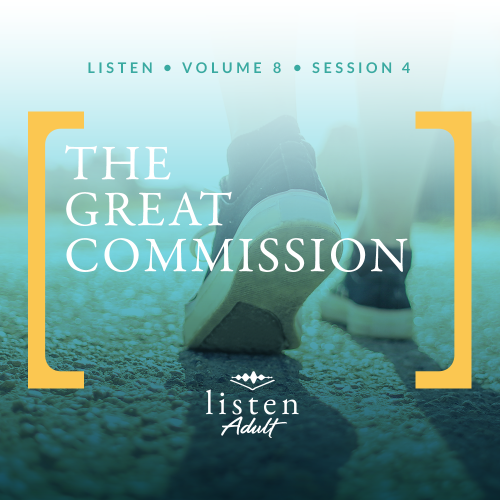 LISTEN • VOLUME 8 • SESSION 4
THE
GREAT
COMMISSION
listen
Adult